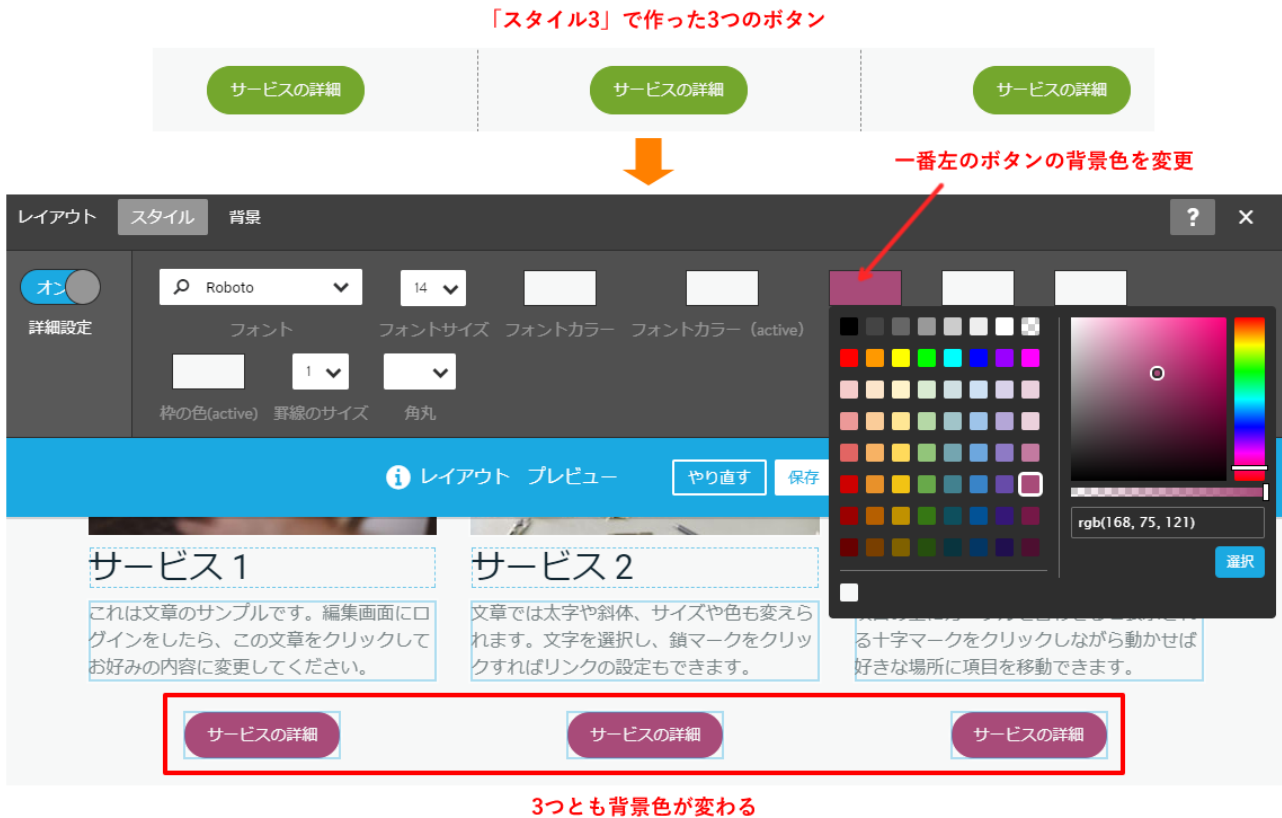 「スタイル3」で作った3つのボタン
サービスの詳細
サービスの詳細
サービスの詳細
一番左のボタンの背景色を変更
レイアウト
スタイル
背景
?
オン
詳細設定
Roboto
14
フォント
フォントサイズ
フォントカラー
フォントカラー（active）
1
枠の色(active)
罫線のサイズ
角丸
rgb(168, 75, 121)
選択
レイアウト プレビュー
やり直す
保存
サービス 1
サービス 2
これは文章のサンプルです。編集画面にロ
グインをしたら、この文章をクリックして
お好みの内容に変更してください。
文章では太字や斜体、サイズや色も変えら
れます。文字を選択し、鎖マークをクリッ
クすればリンクの設定もできます。
る十字マークをクリックしながら動かせば
好きな場所に項目を移動できます。
サービスの詳細
サービスの詳細
サービスの詳細
3つとも背景色が変わる